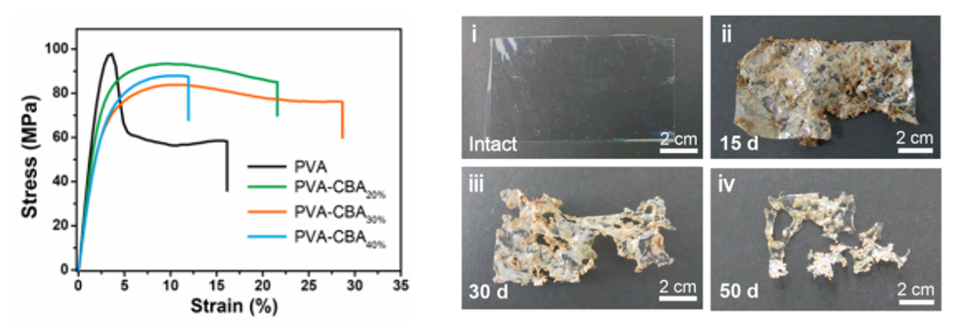 Stress (MPa)
100
80
60
40
20
0
PVA
PVA-CBA20%
PVA-CBA30%
PVA-CBA40%
0 5 10 15 20 25 30 35
Strain (%)
i
Intact
2 cm
ii
15 d
2 cm
iii
30 d
2 cm
iv
50 d
2 cm